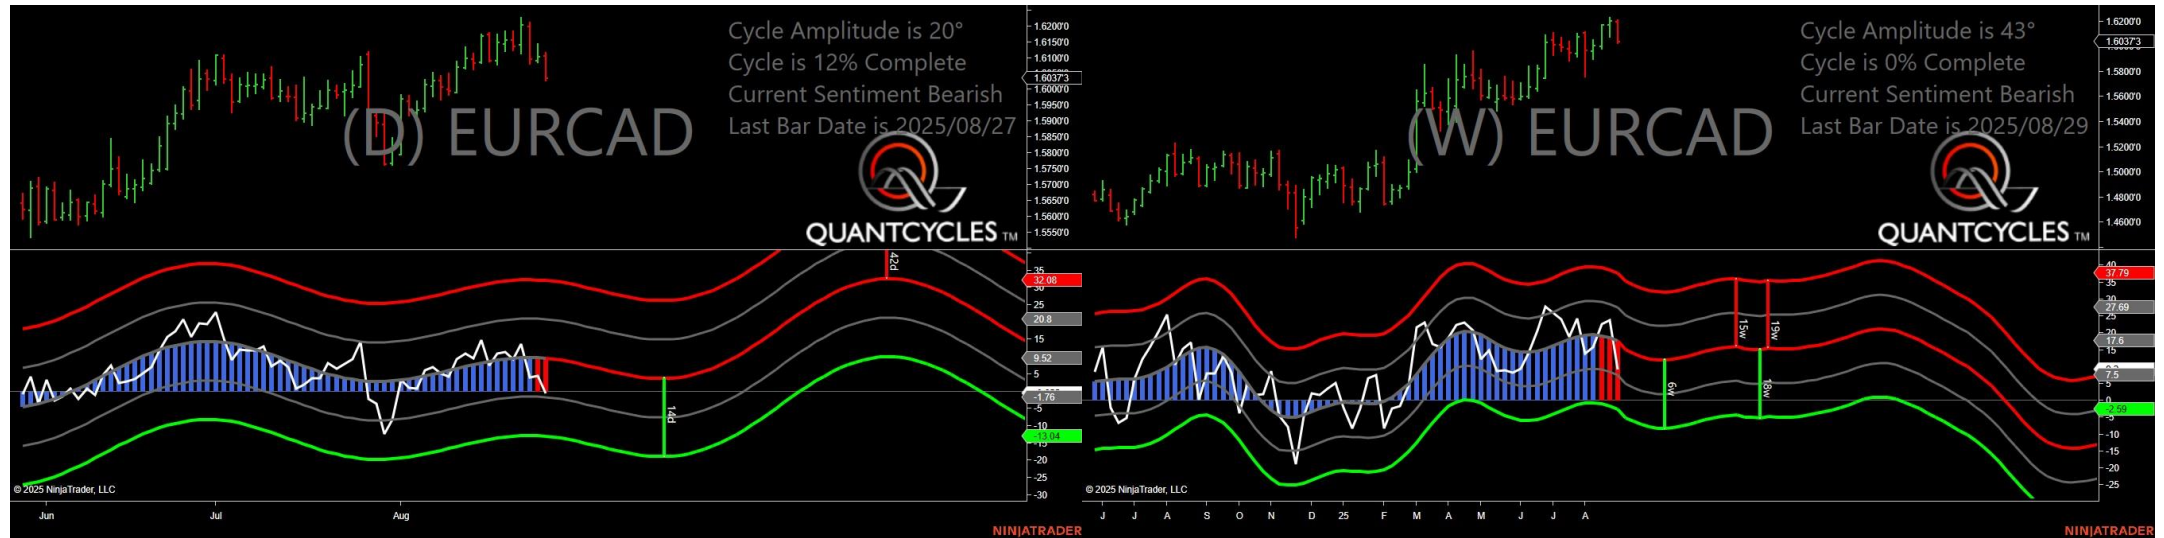 Cycle Amplitude is 20°
Cycle is 12% Complete
Current Sentiment Bearish
Last Bar Date is 2025/08/27
(D) EURCAD
QUANTCYCLES TM
1.6200'0
1.6150'0
1.6100'0
1.6037'3
1.6000'0
1.5950'0
1.5900'0
1.5850'0
1.5800'0
1.5750'0
1.5700'0
1.5650'0
1.5600'0
1.5550'0
42d
14d
35
32.08
30
25
20.8
15
9.52
5
-1.76
-5
-10
-13.04
-20
-25
-30
© 2025 NinjaTrader, LLC
Jun
Jul
Aug
NINJATRADER
Cycle Amplitude is 43°
Cycle is 0% Complete
Current Sentiment Bearish
Last Bar Date is 2025/08/29
(W) EURCAD
QUANTCYCLES TM
1.6200'0
1.6037'3
1.5800'0
1.5600'0
1.5400'0
1.5200'0
1.5000'0
1.4800'0
1.4600'0
6w
15w
19w
18w
40
37.79
35
30
27.69
25
20
17.6
15
7.5
5
0
-2.59
-5
-10
-15
-20
-25
© 2025 NinjaTrader, LLC
J J A S O N D 25 F M A M J J A
NINJATRADER